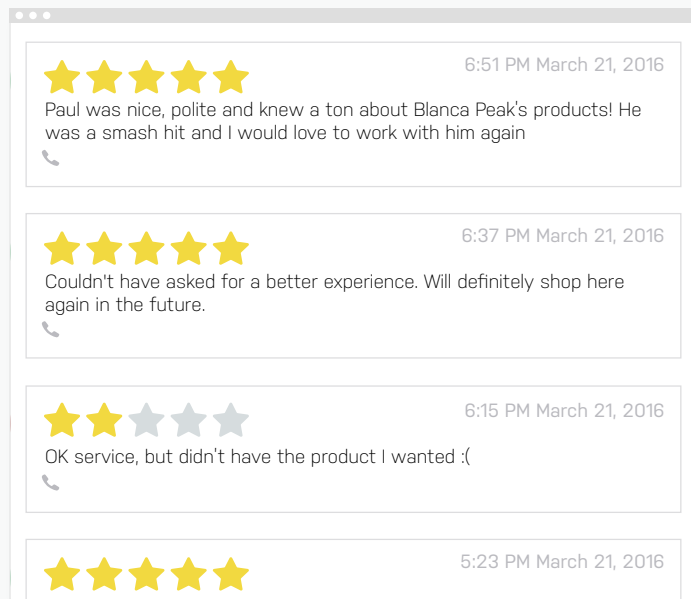 6:51 PM March 21, 2016
Paul was nice, polite and knew a ton about Blanca Peak's products! He
was a smash hit and I would love to work with him again
6:37 PM March 21, 2016
Couldn't have asked for a better experience. Will definitely shop here
again in the future.
6:15 PM March 21, 2016
OK service, but didn't have the product I wanted :(
5:23 PM March 21, 2016